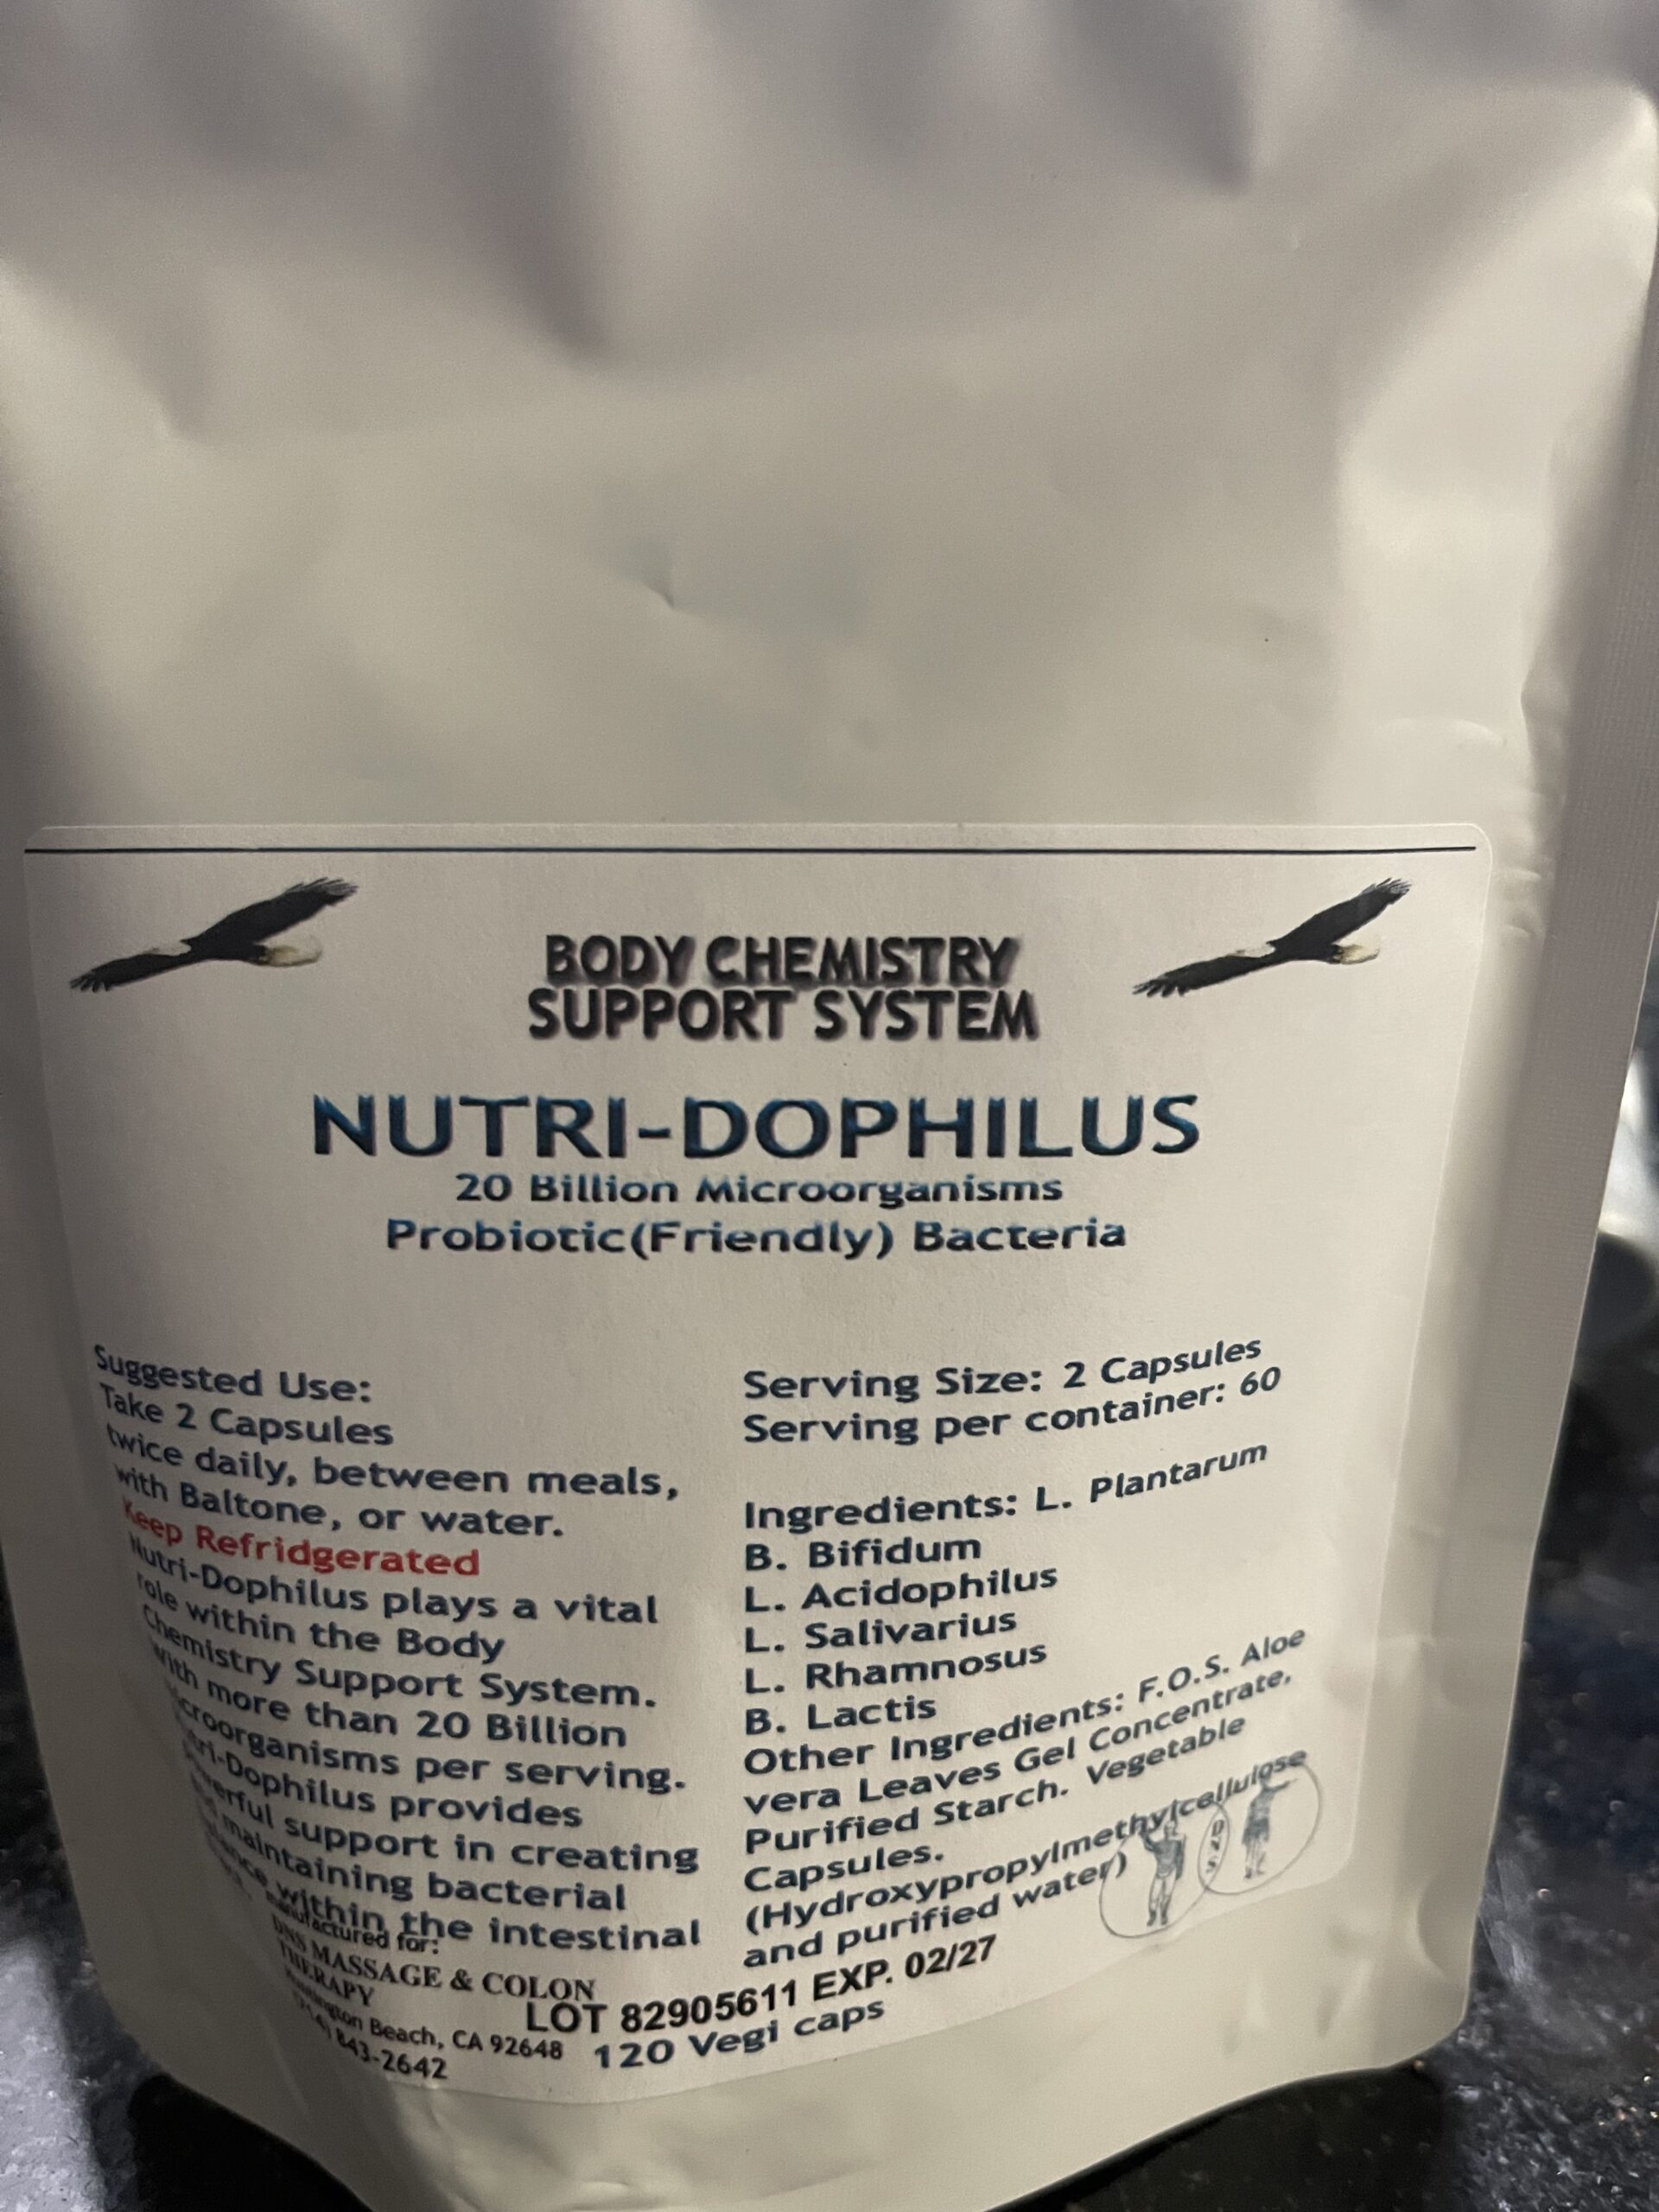 BODY CHEMISTRY
SUPPORT SYSTEM
NUTRI-DOPHILUS
20 Billion Microorganisms
Probiotic(Friendly) Bacteria
Suggested Use:
Take 2 Capsules
twice daily, between meals,
with Baltone, or water.
Keep Refridgerated
Nutri-Dophilus plays a vital
role within the Body
Chemistry Support System.
With more than 20 Billion
per serving.
provides
support in creating
maintaining bacterial
within the intestinal
Manufactured for:
DNS MASSAGE & COLON
THERAPY
Beach, CA 92648
843-2642
Serving Size: 2 Capsules
Serving per container: 60
Ingredients: L. Plantarum
B. Bifidum
L. Acidophilus
L. Salivarius
L. Rhamnosus
B. Lactis
Other Ingredients: F.O.S. Aloe
vera Leaves Gel Concentrate,
Purified Starch. Vegetable
Capsules.
(Hydroxypropylmethylcellulose
and purified water)
LOT 82905611 EXP. 02/27
120 Vegi caps